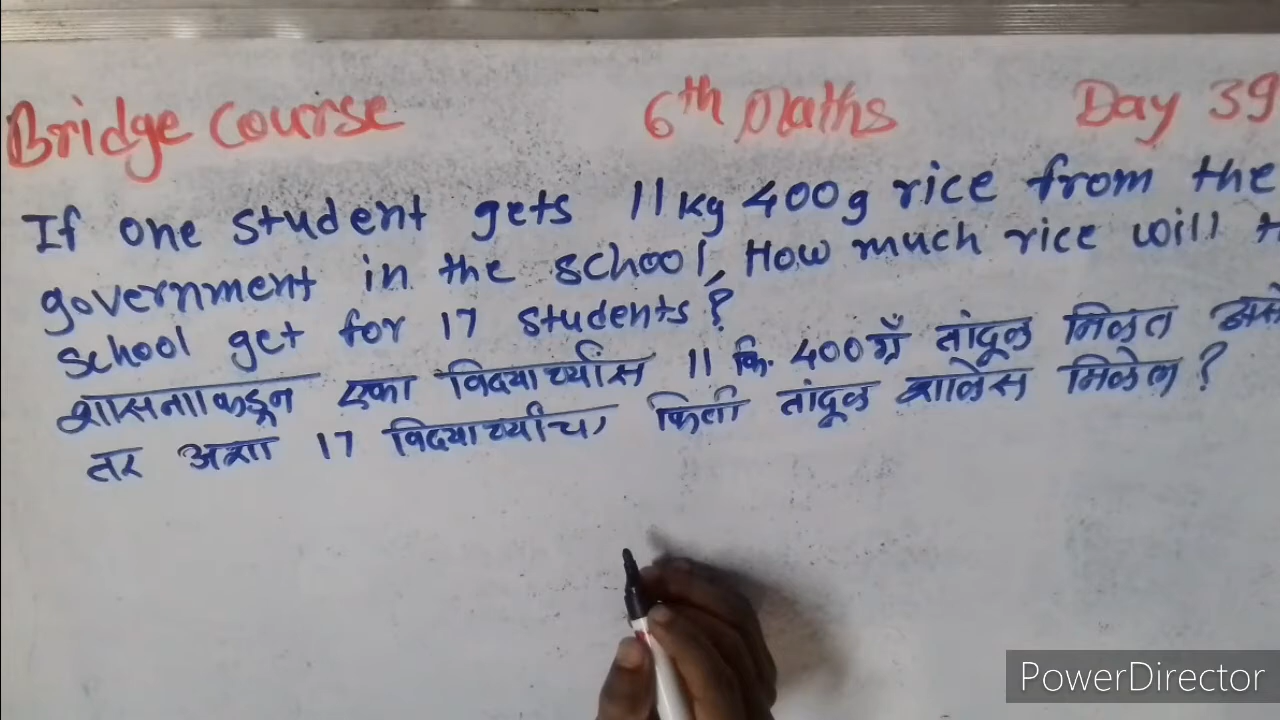 Bridge Course 6th Maths Day 39
If one student gets 11kg 400g rice from the
government in the school, How much rice will
school get for 17 students?
शासनाकडून एका विद्यार्थ्यांस 11 कि. 400ग्रॅ तांदूळ मिळत
तर अशा 17 विद्यार्थ्यांचा किती तांदूळ शाळेस मिळेल?
PowerDirector